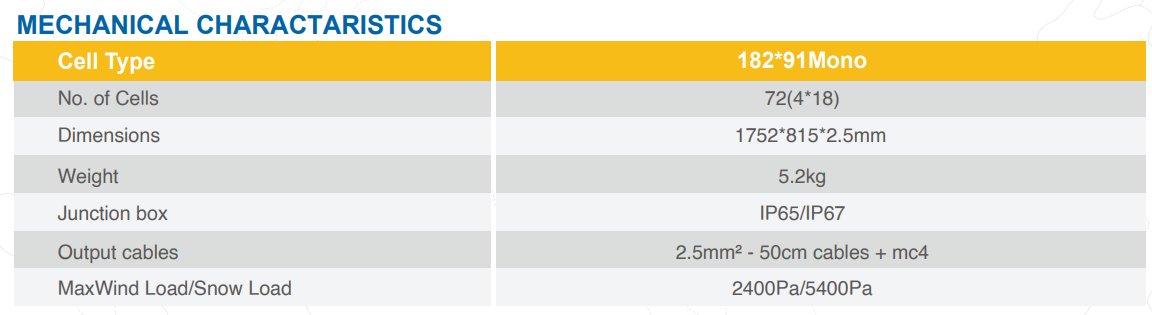 MECHANICAL CHARACTARISTICS
Cell Type 182*91Mono
No. of Cells 72(4*18)
Dimensions 1752*815*2.5mm
Weight 5.2kg
Junction box IP65/IP67
Output cables 2.5mm² - 50cm cables + mc4
MaxWind Load/Snow Load 2400Pa/5400Pa